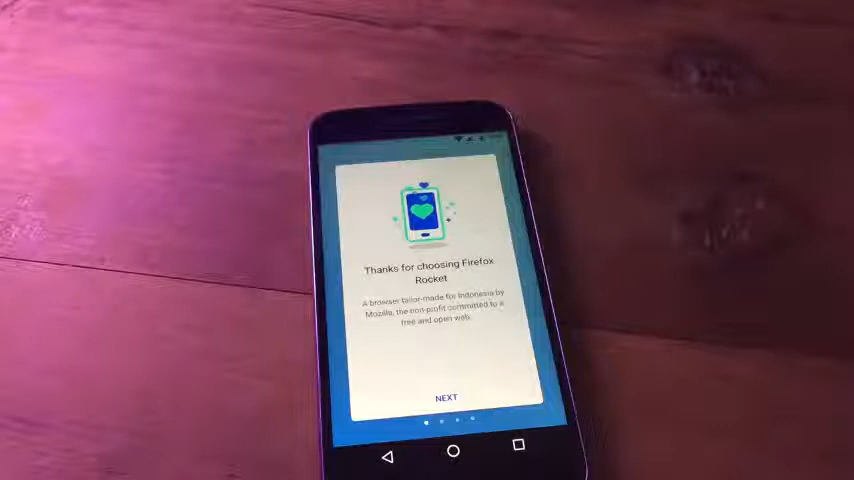 Thanks for choosing Firefox
Rocket
A browser tailor-made for Indonesia by
Mozilla, the non-profit committed to a
free and open web.
NEXT